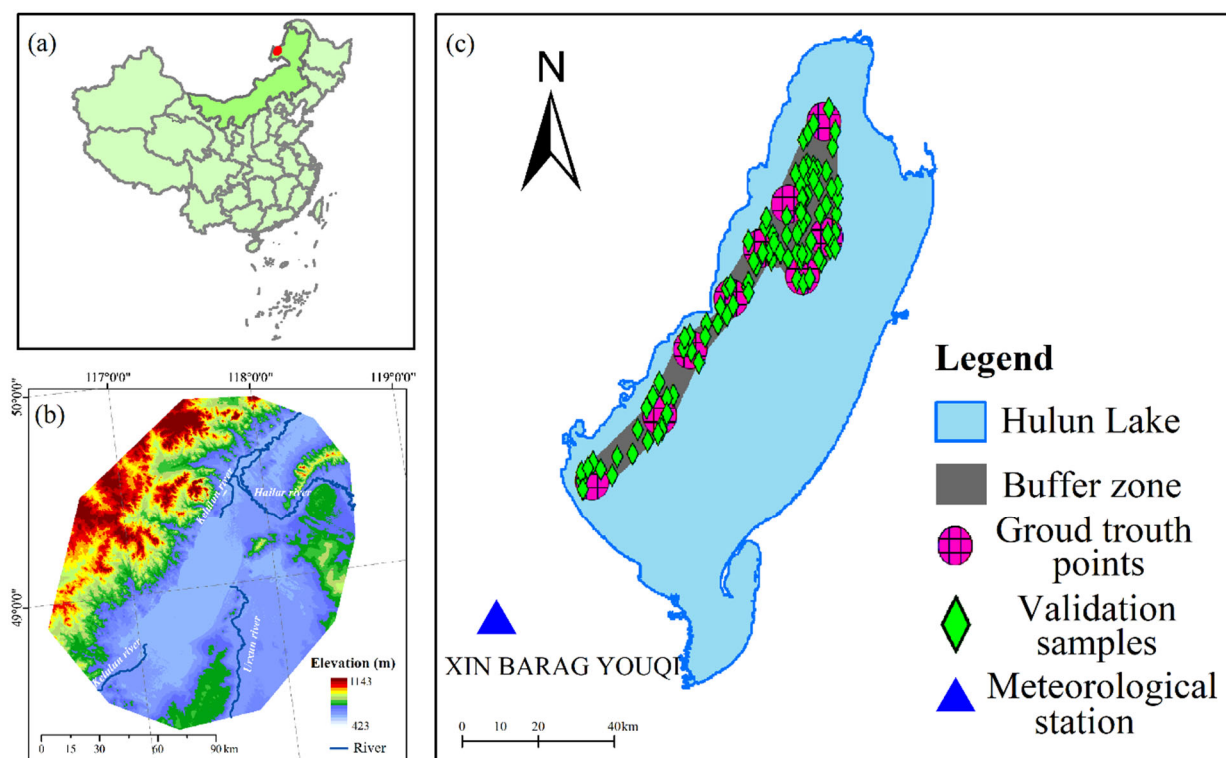 (a)
(b)
117°0'0" 118°0'0" 119°0'0"
50°0'0"
49°0'0"
Kelulun river
Hailar river
Urxun river
Kelulun river
Elevation (m)
1143
423
River
0 15 30 60 90 km
(c)
N
XIN BARAG YOUQI
0 20 40km
Legend
Hulun Lake
Buffer zone
Groud trouth
points
Validation
samples
Meteorological
station